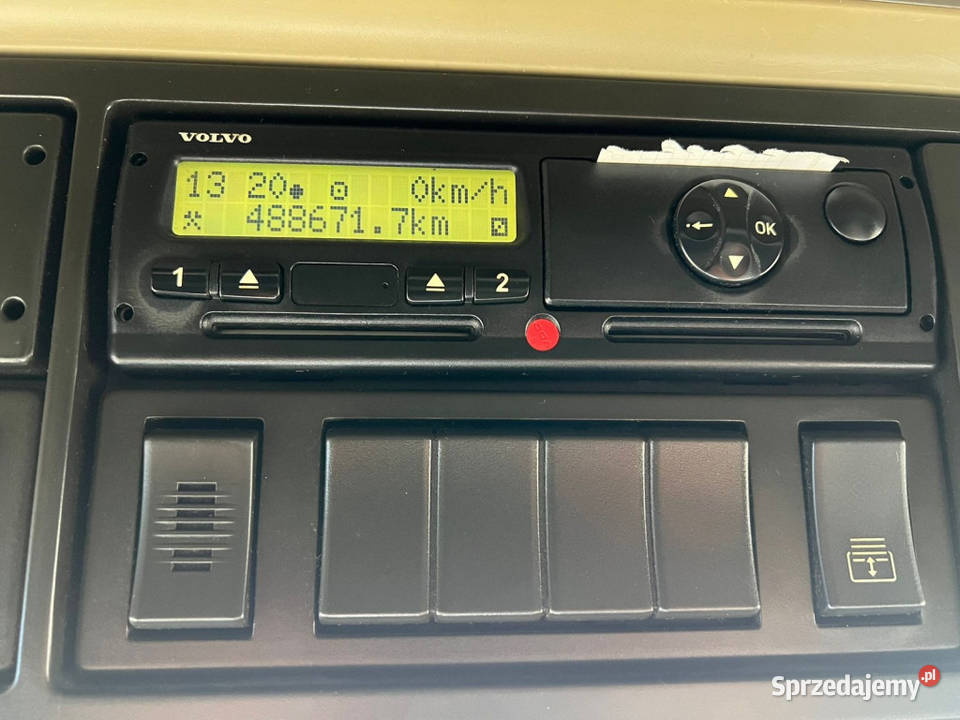 VOLVO
13 20 0km/h
488671.7km
1 2
OK
Sprzedajemy.pl